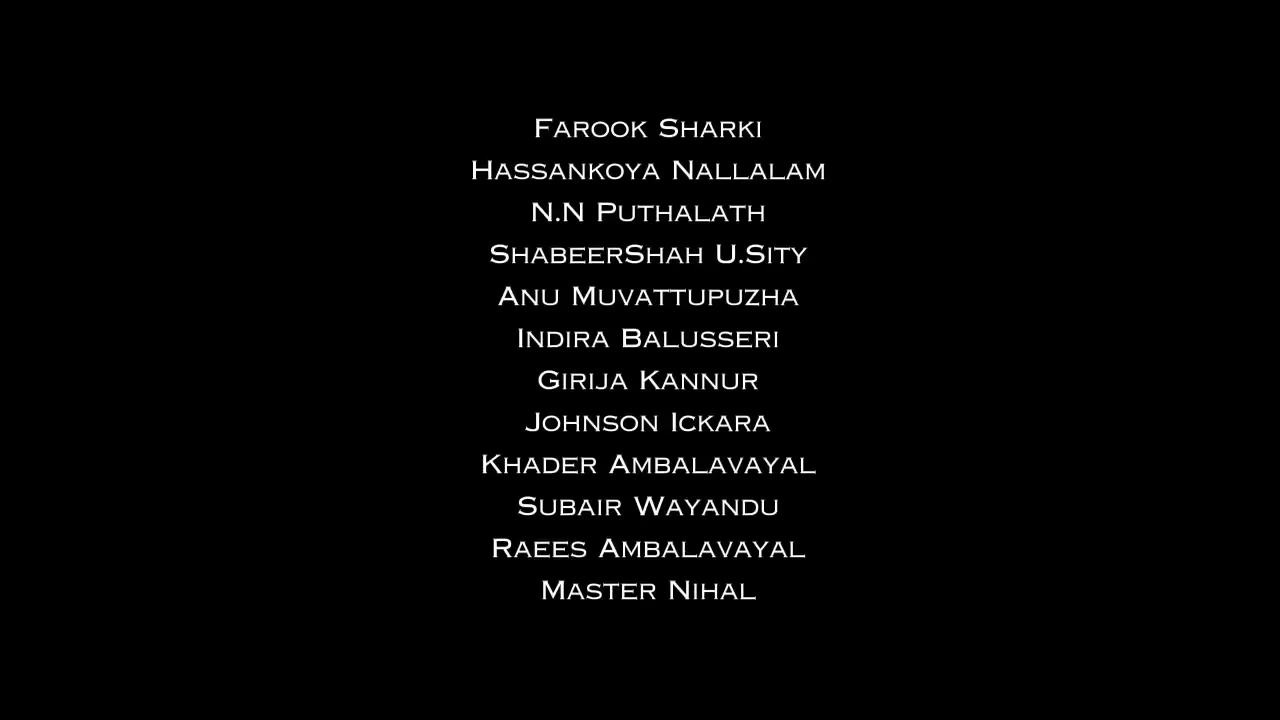 Farook Sharki
Hassankoya Nallalam
N.N Puthalath
ShabeerShah U.Sity
Anu Muvattupuzha
Indira Balusseri
Girija Kannur
Johnson Ickara
Khader Ambalavayal
Subair Wayandu
Raees Ambalavayal
Master Nihal